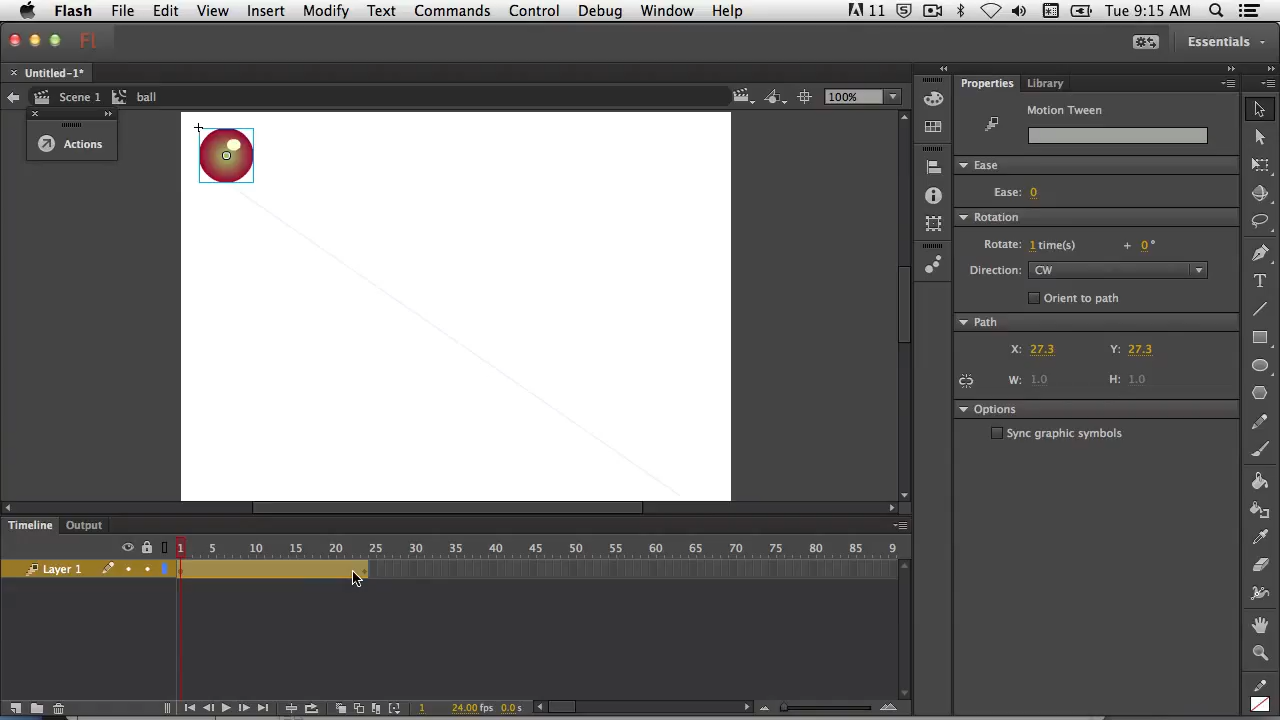 Flash File Edit View Insert Modify Text Commands Control Debug Window Help 11 Tue 9:15 AM
Fl Essentials
Untitled-1*
Scene 1 ball 100%
Actions
Properties Library
Motion Tween
Ease
Ease: 0
Rotation
Rotate: 1 time(s) + 0 °
Direction: CW
Orient to path
Path
X: 27.3 Y: 27.3
W: 1.0 H: 1.0
Options
Sync graphic symbols
Timeline Output
1 5 10 15 20 25 30 35 40 45 50 55 60 65 70 75 80 85 9
Layer 1
1 24.00 fps 0.0 s